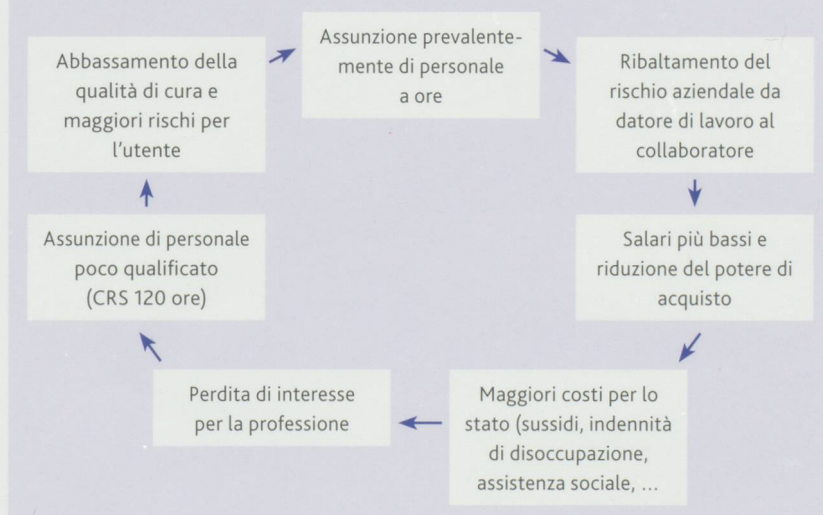 Assunzione prevalente-
mente di personale
a ore
Ribaltamento del
rischio aziendale da
datore di lavoro al
collaboratore
Salari più bassi e
riduzione del potere di
acquisto
Maggiori costi per lo
stato (sussidi, indennità
di disoccupazione,
assistenza sociale, ...
Perdita di interesse
per la professione
Assunzione di personale
poco qualificato
(CRS 120 ore)
Abbassamento della
qualità di cura e
maggiori rischi per
l'utente